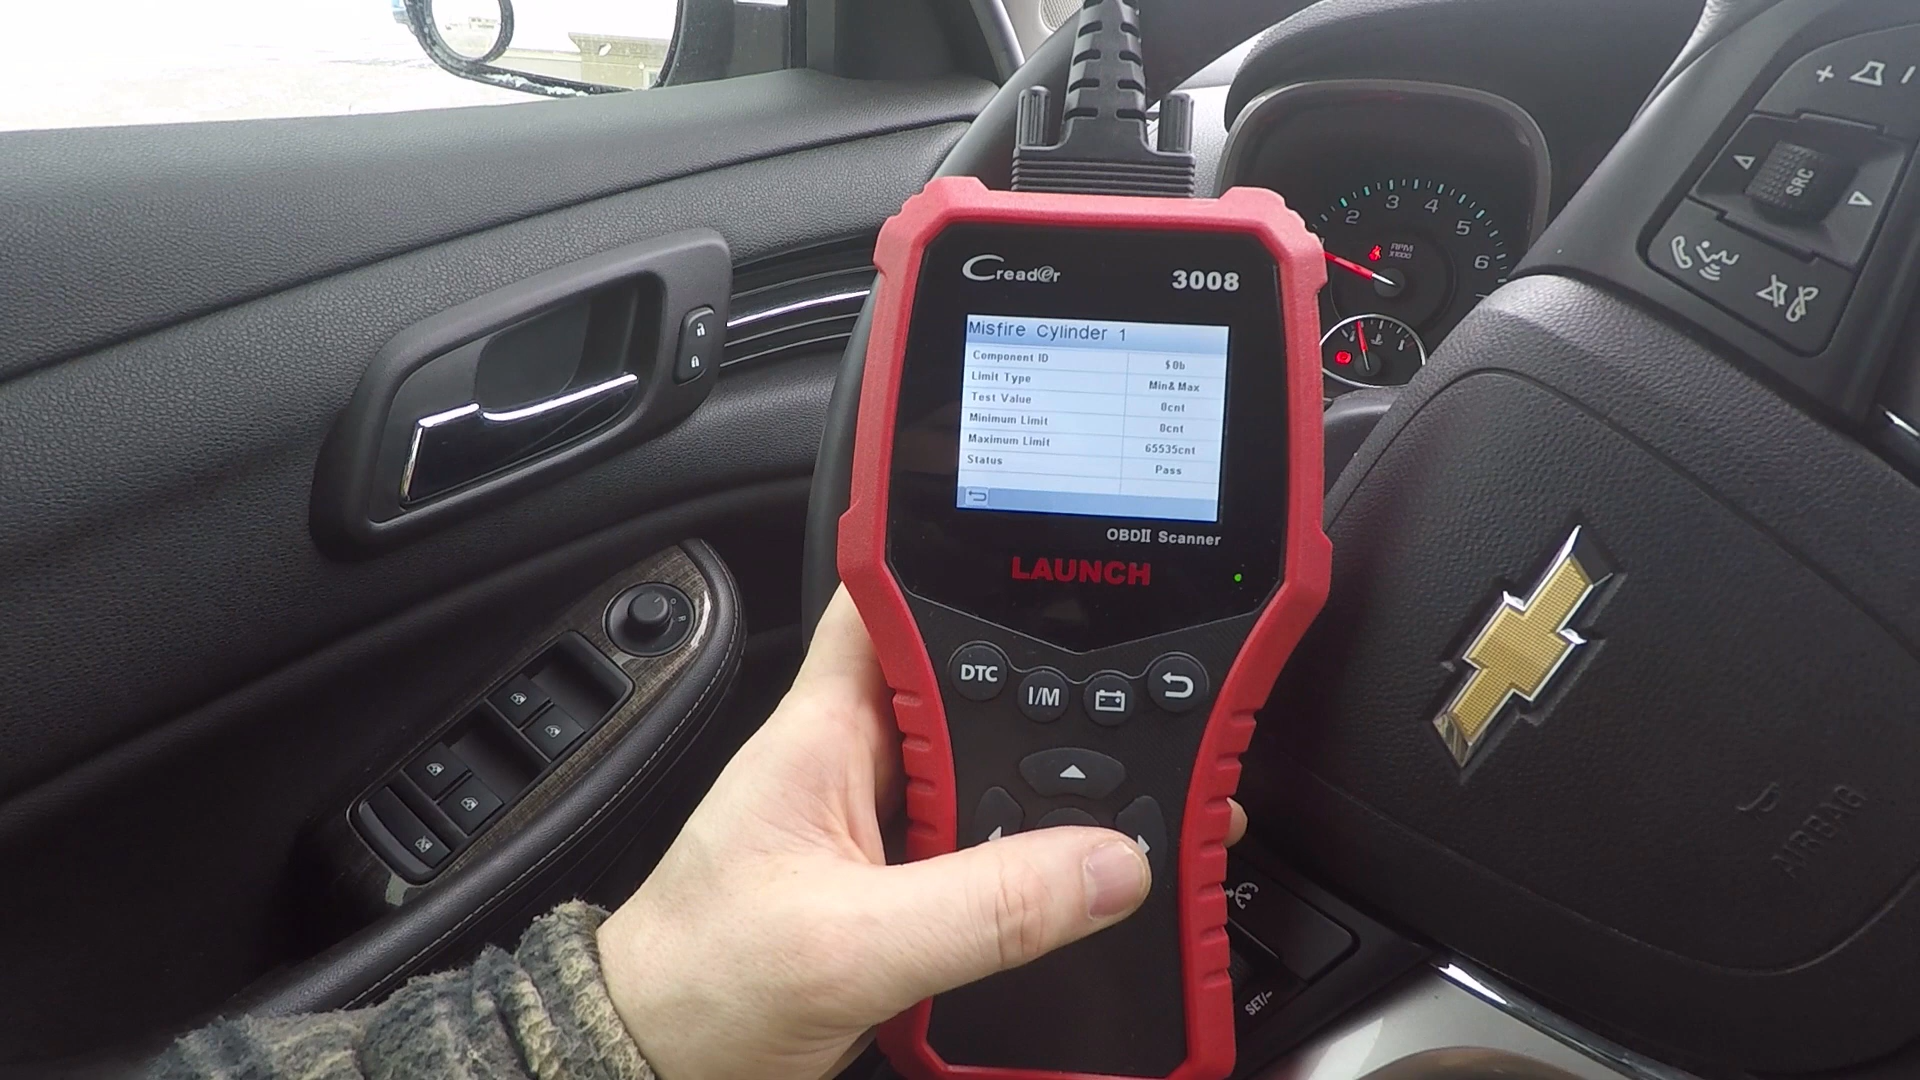 Creader
3008
Misfire Cylinder 1
Component ID $0b
Limit Type Min& Max
Test Value 0cnt
Minimum Limit 0cnt
Maximum Limit 65535cnt
Status Pass
OBDII Scanner
LAUNCH
DTC
I/M
2 3 4 5 6
RPM
X1000
SRC
AIRBAG
SET/-